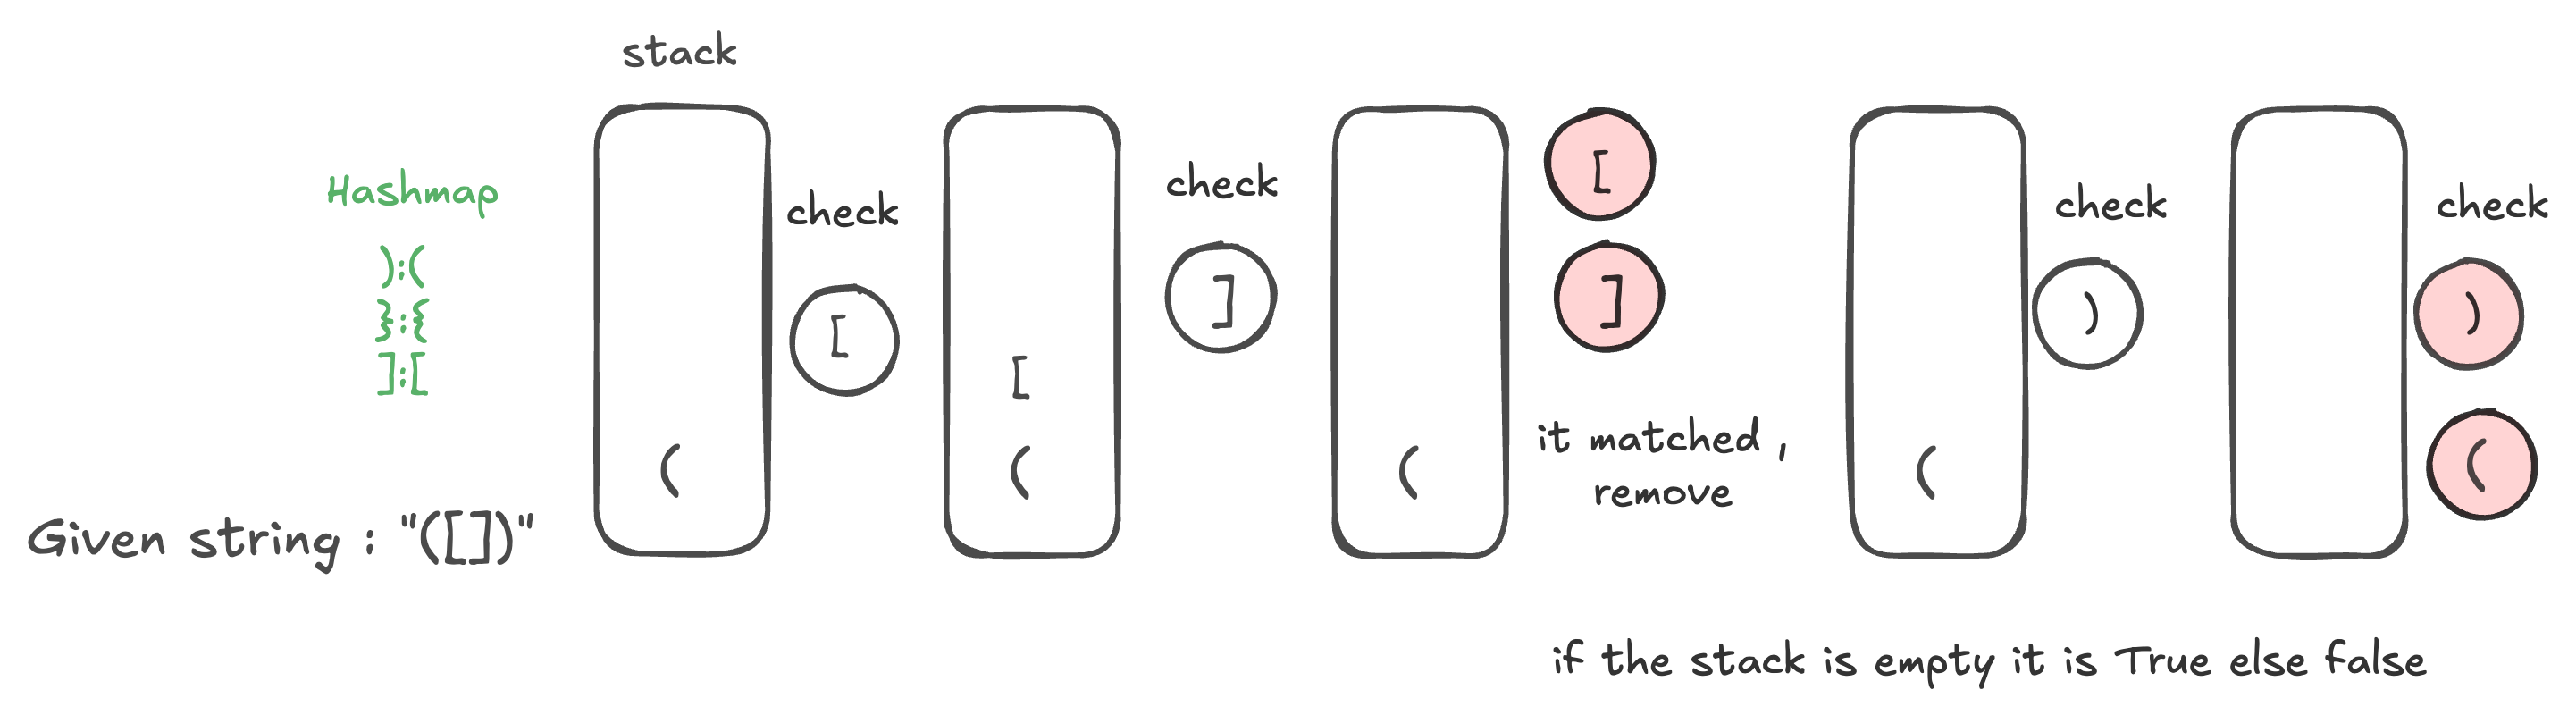 stack
Hashmap
):(
}:{
]:[
Given string : "([])"
(
check
[
[
(
check
]
(
[
]
it matched ,
remove
(
check
)
check
)
(
if the stack is empty it is True else false